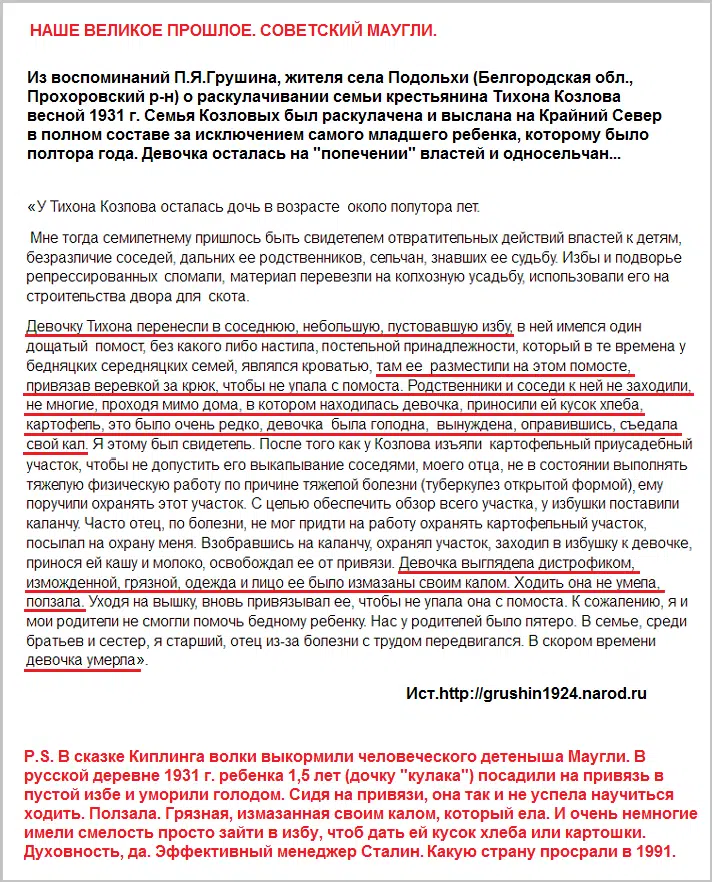 НАШЕ ВЕЛИКОЕ ПРОШЛОЕ. СОВЕТСКИЙ МАУГЛИ.
Из воспоминаний П.Я.Грушина, жителя села Подольхи (Белгородская обл.,
Прохоровский р-н) о раскулачивании семьи крестьянина Тихона Козлова
весной 1931 г. Семья Козловых был раскулачена и выслана на Крайний Север
в полном составе за исключением самого младшего ребенка, которому было
полтора года. Девочка осталась на "попечении" властей и односельчан...
«У Тихона Козлова осталась дочь в возрасте  около полутора лет.
Мне тогда семилетнему пришлось быть свидетелем отвратительных действий властей к детям,
безразличие соседей, дальних ее родственников, сельчан, знавших ее судьбу. Избы и подворье
репрессированных  сломали, материал перевезли на колхозную усадьбу, использовали его на
строительства двора для  скота.
Девочку Тихона перенесли в соседнюю, небольшую, пустовавшую избу, в ней имелся один
дощатый  помост, без какого либо настила, постельной принадлежности, который в те времена у
бедняцких середняцких семей, являлся кроватью, там ее  разместили на этом помосте,
привязав веревкой за крюк, чтобы не упала с помоста. Родственники и соседи к ней не заходили,
не многие, проходя мимо дома, в котором находилась девочка, приносили ей кусок хлеба,
картофель, это было очень редко, девочка  была голодна,  вынуждена, оправившись, съедала
свой кал. Я этому был свидетель. После того как у Козлова изъяли  картофельный приусадебный
участок, чтобы не допустить его выкапывание соседями, моего отца, не в состоянии выполнять
тяжелую физическую работу по причине тяжелой болезни (туберкулез открытой формой), ему
поручили охранять этот участок. С целью обеспечить обзор всего участка, у избушки поставили
каланчу. Часто отец, по болезни, не мог придти на работу охранять картофельный участок,
посылал на охрану меня. Взобравшись на каланчу, охранял участок, заходил в избушку к девочке,
принося ей кашу и молоко, освобождал ее от привязи. Девочка выглядела дистрофиком,
изможденной, грязной, одежда и лицо ее было измазаны своим калом. Ходить она не умела,
ползала. Уходя на вышку, вновь привязывал ее, чтобы не упала она с помоста. К сожалению, я и
мои родители не смогли помочь бедному ребенку. Нас у родителей было пятеро. В семье, среди
братьев и сестер, я старший, отец из-за болезни с трудом передвигался. В скором времени
девочка умерла».
Ист.http://grushin1924.narod.ru
P.S. В сказке Киплинга волки выкормили человеческого детеныша Маугли. В
русской деревне 1931 г. ребенка 1,5 лет (дочку "кулака") посадили на привязь в
пустой избе и уморили голодом. Сидя на привязи, она так и не успела научиться
ходить. Ползала. Грязная, измазанная своим калом, который ела. И очень немногие
имели смелость просто зайти в избу, чтоб дать ей кусок хлеба или картошки.
Духовность, да. Эффективный менеджер Сталин. Какую страну просрали в 1991.